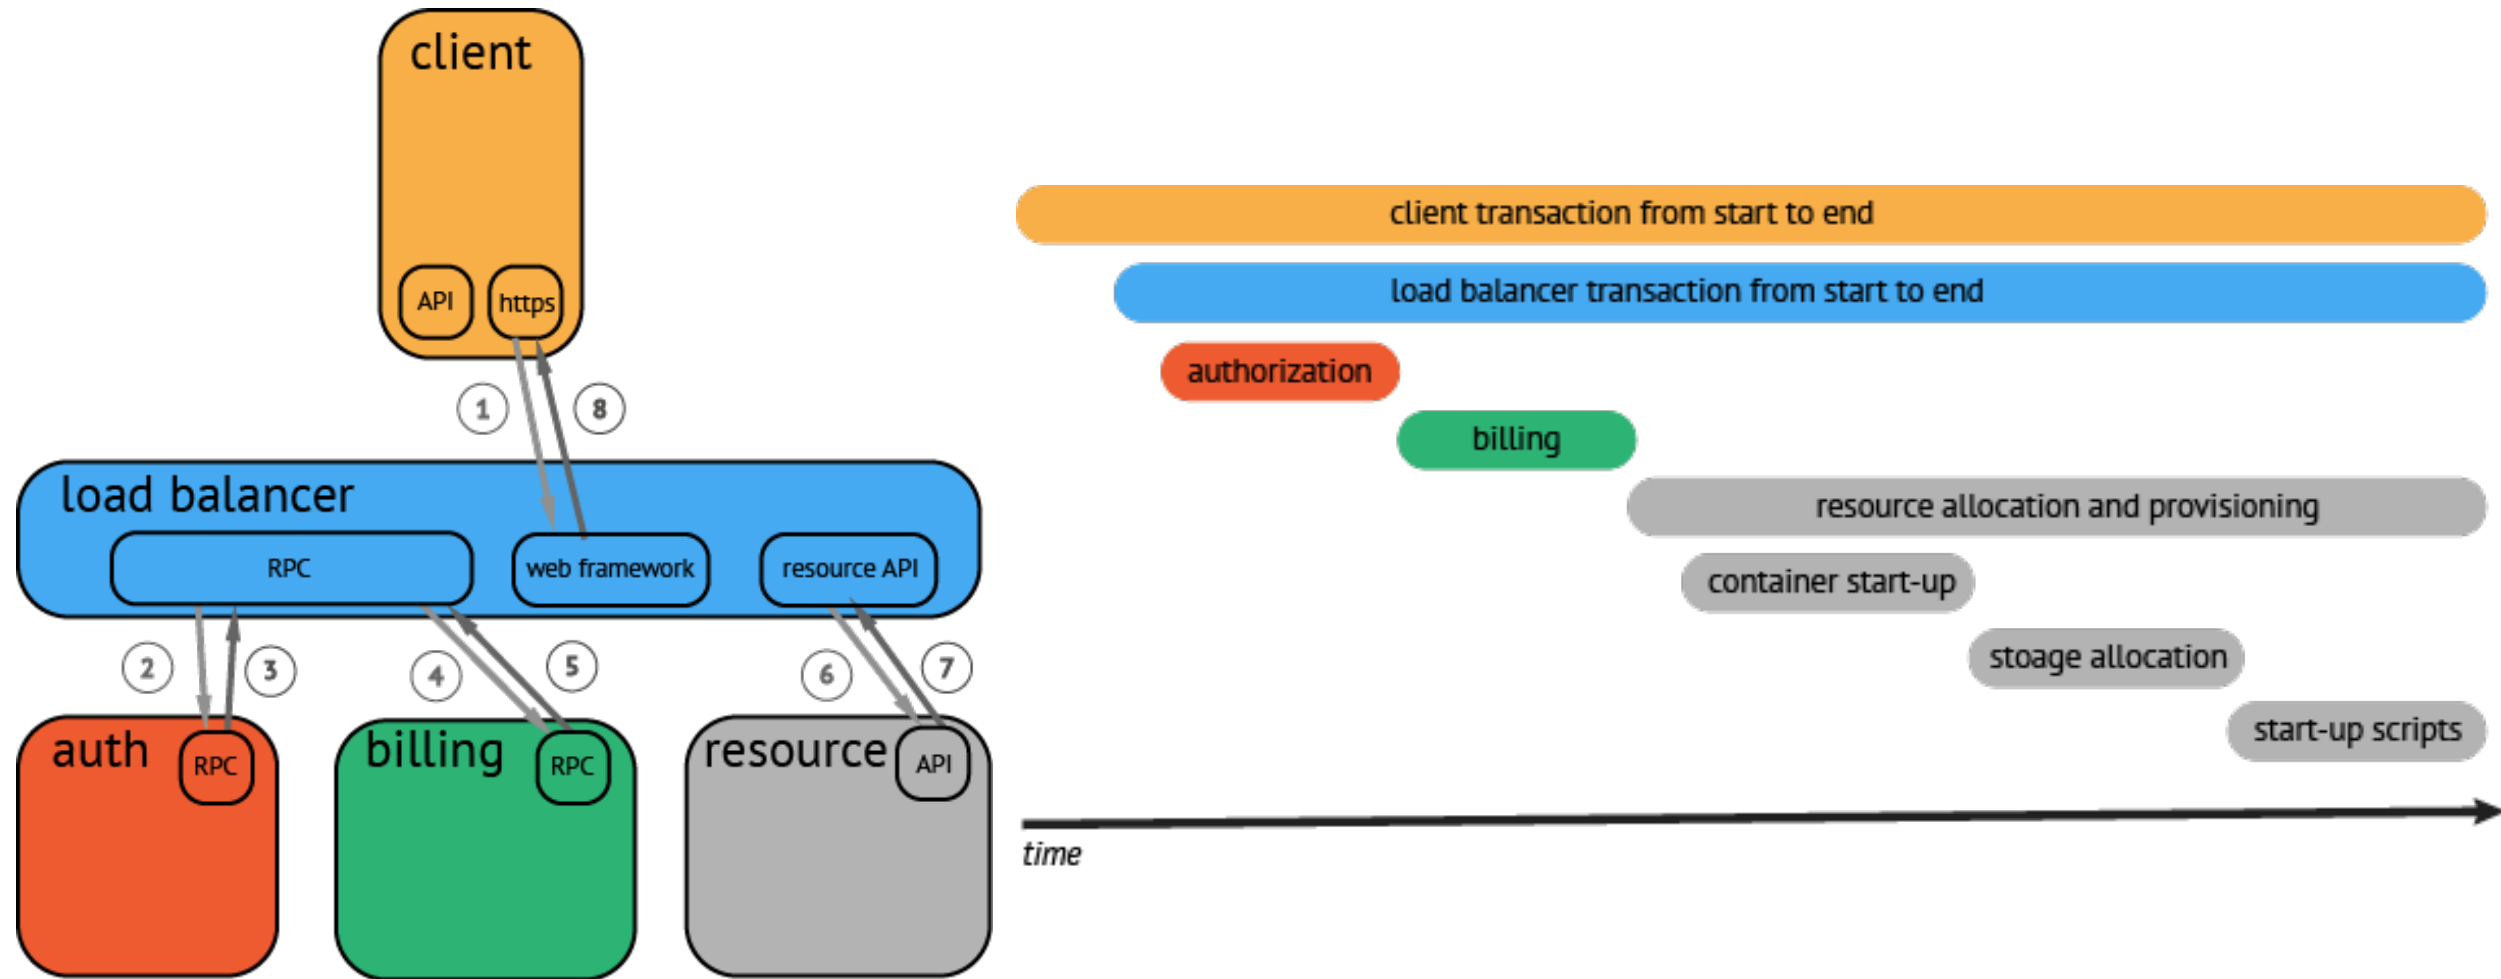 client
API
https
1
8
load balancer
RPC
web framework
resource API
2
3
4
5
6
7
auth
RPC
billing
RPC
resource
API
client transaction from start to end
load balancer transaction from start to end
authorization
billing
resource allocation and provisioning
container start-up
stoage allocation
start-up scripts
time